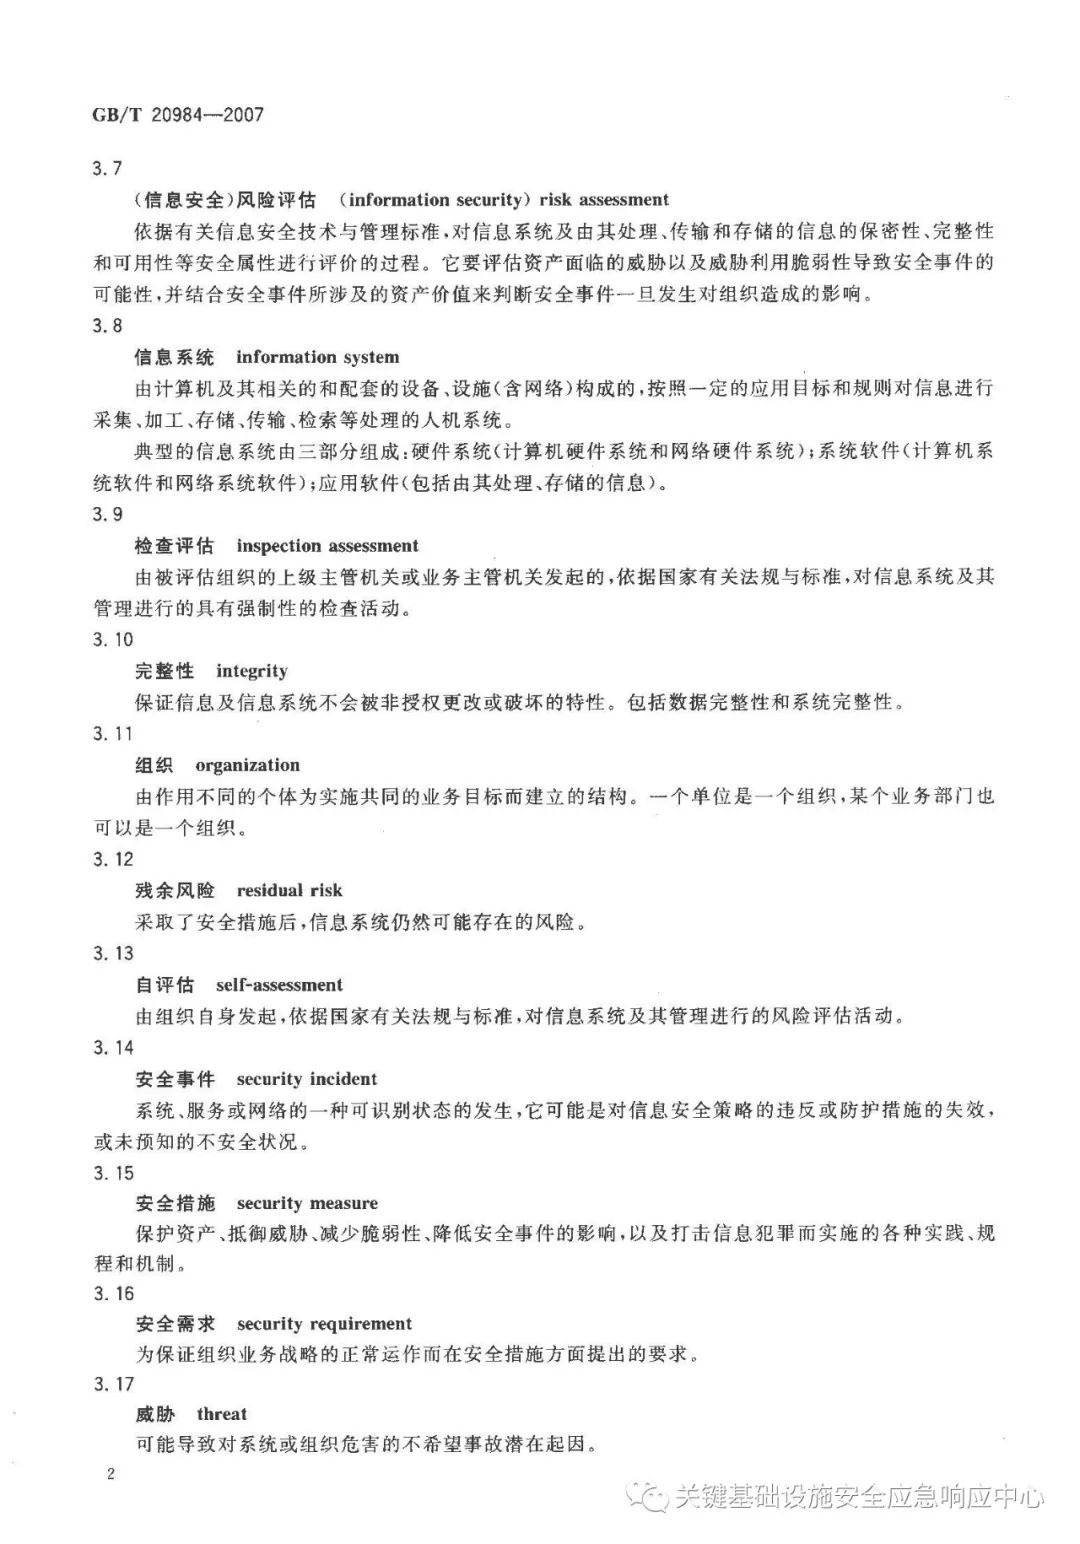 GB/T 20984—2007
3.7
(信息安全)风险评估 (information security) risk assessment
依据有关信息安全技术与管理标准,对信息系统及由其处理、传输和存储的信息的保密性、完整性
和可用性等安全属性进行评价的过程。它要评估资产面临的威胁以及威胁利用脆弱性导致安全事件的
可能性,并结合安全事件所涉及的资产价值来判断安全事件一旦发生对组织造成的影响。
3.8
信息系统 information system
由计算机及其相关的和配套的设备、设施(含网络)构成的,按照一定的应用目标和规则对信息进行
采集、加工、存储、传输、检索等处理的人机系统。
典型的信息系统由三部分组成:硬件系统(计算机硬件系统和网络硬件系统);系统软件(计算机系
统软件和网络系统软件);应用软件(包括由其处理、存储的信息)。
3.9
检查评估 inspection assessment
由被评估组织的上级主管机关或业务主管机关发起的,依据国家有关法规与标准,对信息系统及其
管理进行的具有强制性的检查活动。
3.10
完整性 integrity
保证信息及信息系统不会被非授权更改或破坏的特性。包括数据完整性和系统完整性。
3.11
组织 organization
由作用不同的个体为实施共同的业务目标而建立的结构。一个单位是一个组织,某个业务部门也
可以是一个组织。
3.12
残余风险 residual risk
采取了安全措施后,信息系统仍然可能存在的风险。
3.13
自评估 self-assessment
由组织自身发起,依据国家有关法规与标准,对信息系统及其管理进行的风险评估活动。
3.14
安全事件 security incident
系统、服务或网络的一种可识别状态的发生,它可能是对信息安全策略的违反或防护措施的失效,
或未预知的不安全状况。
3.15
安全措施 security measure
保护资产、抵御威胁、减少脆弱性、降低安全事件的影响,以及打击信息犯罪而实施的各种实践、规
程和机制。
3.16
安全需求 security requirement
为保证组织业务战略的正常运作而在安全措施方面提出的要求。
3.17
威胁 threat
可能导致对系统或组织危害的不希望事故潜在起因。
2
关键基础设施安全应急响应中心